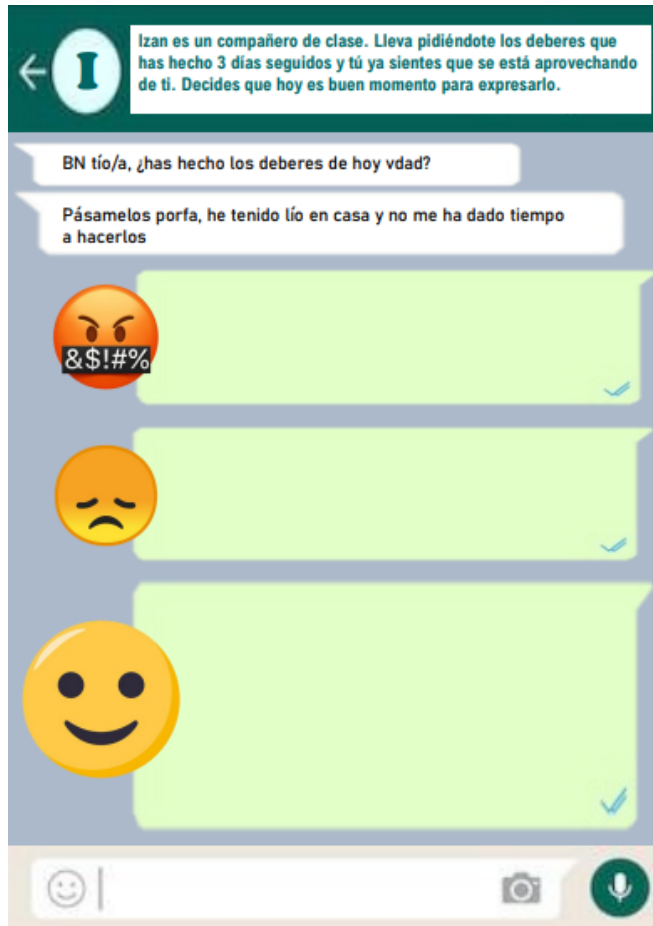 I
Izan es un compañero de clase. Lleva pidiéndote los deberes que
has hecho 3 días seguidos y tú ya sientes que se está aprovechando
de ti. Decides que hoy es buen momento para expresarlo.
BN tío/a, ¿has hecho los deberes de hoy vdad?
Pásamelos porfa, he tenido lío en casa y no me ha dado tiempo
a hacerlos
&$!#%